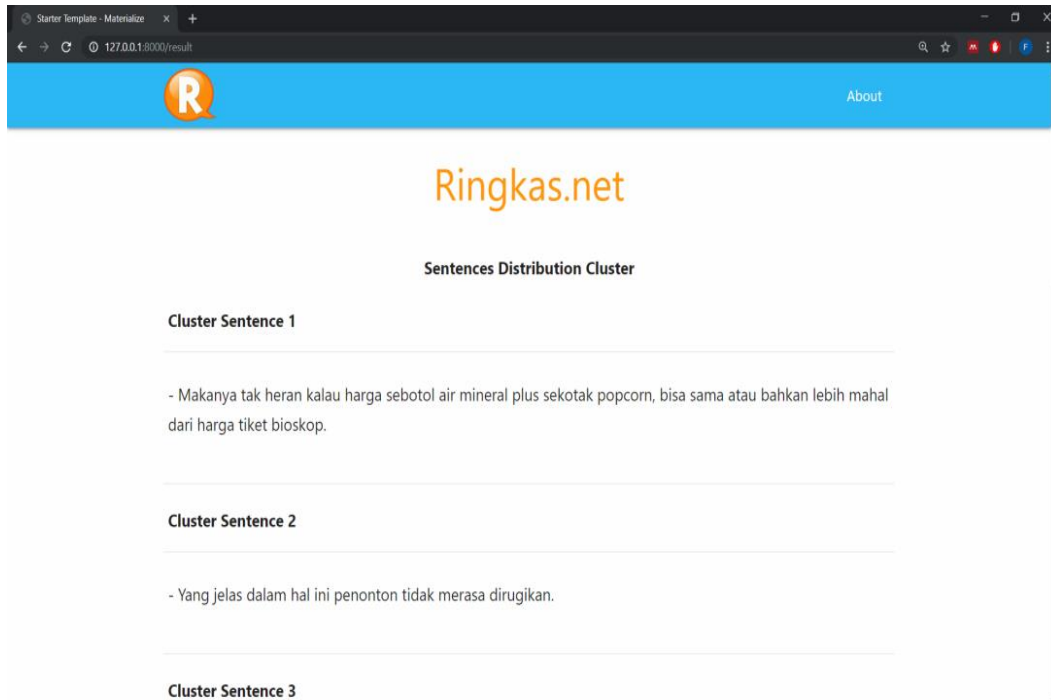 Starter Template - Materialize
127.0.0.1:8000/result
F
R
About
Ringkas.net
Sentences Distribution Cluster
Cluster Sentence 1
- Makanya tak heran kalau harga sebotol air mineral plus sekotak popcorn, bisa sama atau bahkan lebih mahal
dari harga tiket bioskop.
Cluster Sentence 2
- Yang jelas dalam hal ini penonton tidak merasa dirugikan.
Cluster Sentence 3